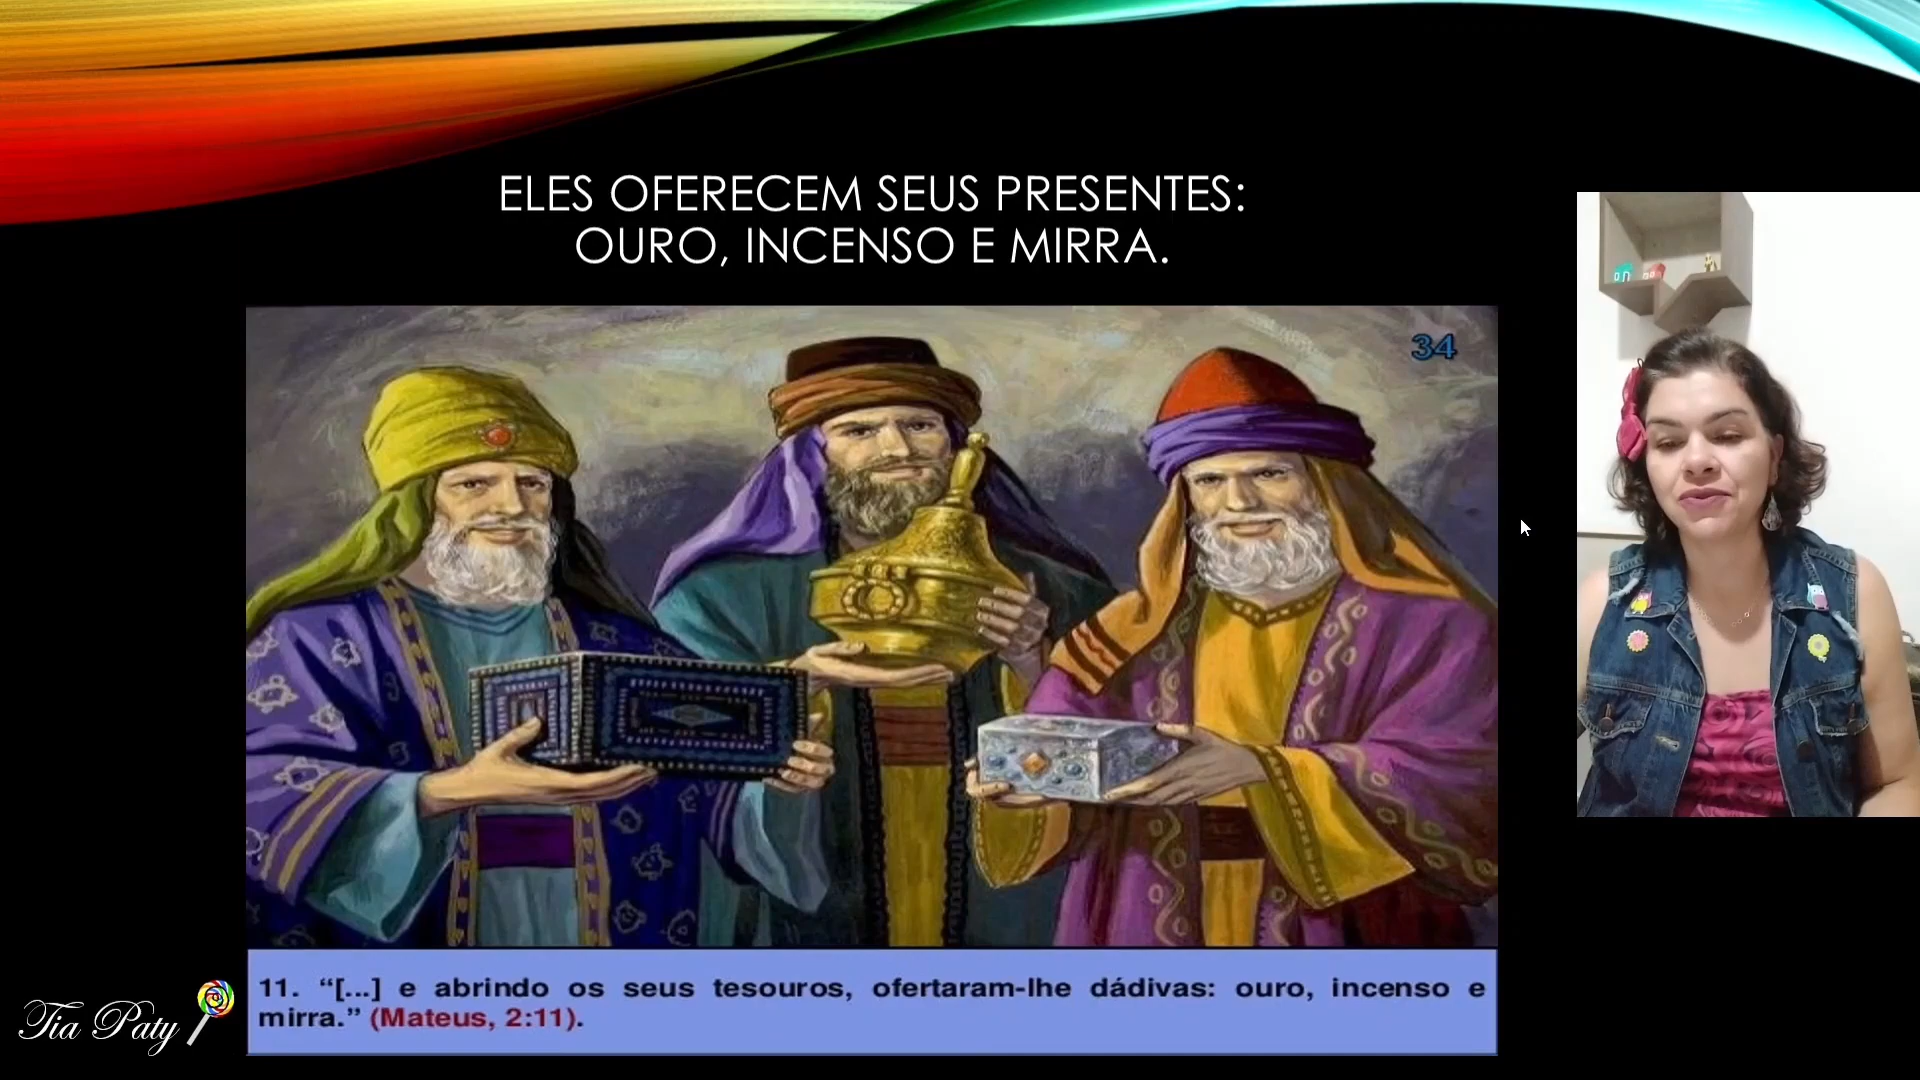 ELES OFERECEM SEUS PRESENTES:
OURO, INCENSO E MIRRA.
34
11. “[...] e abrindo os seus tesouros, ofertaram-lhe dádivas: ouro, incenso e
mirra.” (Mateus, 2:11).
Tia Paty